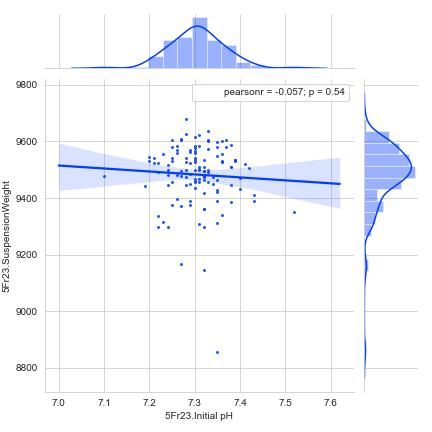 9800
pearsonr = -0.057; p = 0.54
9600
9400
9200
9000
8800
5Fr23.SuspensionWeight
7.0 7.1 7.2 7.3 7.4 7.5 7.6
5Fr23.Initial pH